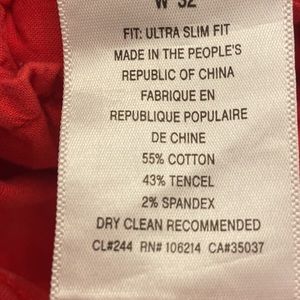 W 32
FIT: ULTRA SLIM FIT
MADE IN THE PEOPLE'S
REPUBLIC OF CHINA
FABRIQUE EN
REPUBLIQUE POPULAIRE
DE CHINE
55% COTTON
43% TENCEL
2% SPANDEX
DRY CLEAN RECOMMENDED
CL#244 RN# 106214 CA#35037